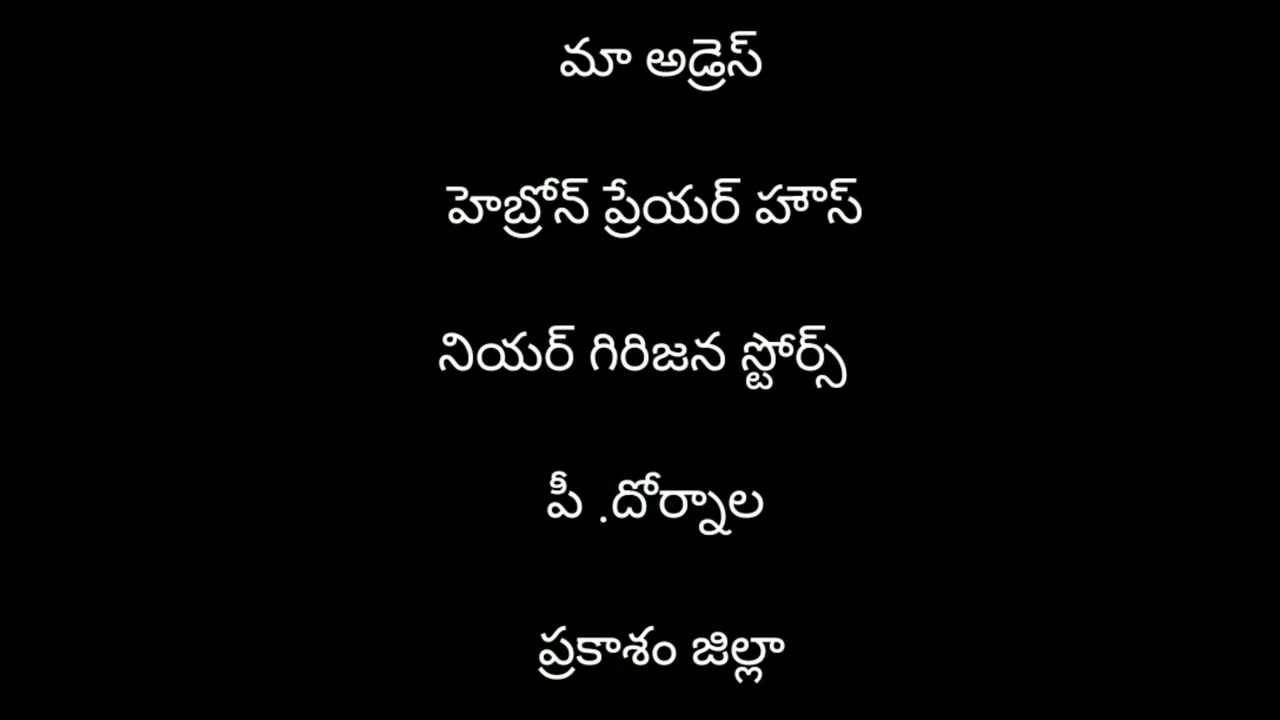 మా అడ్రెస్
హెబ్రోన్ ప్రేయర్ హౌస్
నియర్ గిరిజన స్టోర్స్
పీ .దోర్నాల
ప్రకాశం జిల్లా